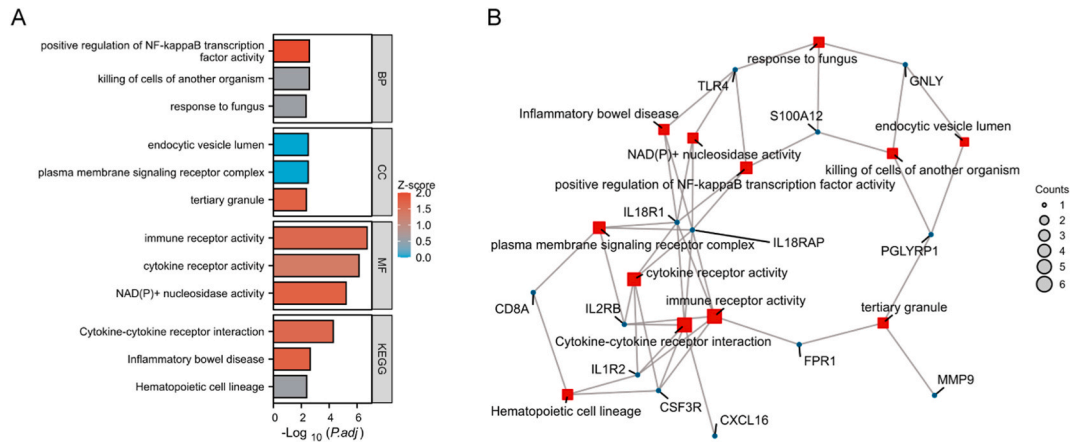 A
positive regulation of NF-kappaB transcription
factor activity
killing of cells of another organism
response to fungus
BP
endocytic vesicle lumen
plasma membrane signaling receptor complex
tertiary granule
CC
immune receptor activity
cytokine receptor activity
NAD(P)+ nucleosidase activity
MF
Cytokine-cytokine receptor interaction
Inflammatory bowel disease
Hematopoietic cell lineage
KEGG
0 2 4 6
-Log 10 (P.adj)
Z-score
2.0
1.5
1.0
0.5
0.0
B
response to fungus
TLR4
GNLY
Inflammatory bowel disease
S100A12
endocytic vesicle lumen
NAD(P)+ nucleosidase activity
killing of cells of another organism
positive regulation of NF-kappaB transcription factor activity
IL18R1
plasma membrane signaling receptor complex
IL18RAP
PGLYRP1
cytokine receptor activity
immune receptor activity
tertiary granule
CD8A
IL2RB
Cytokine-cytokine receptor interaction
FPR1
IL1R2
MMP9
Hematopoietic cell lineage
CSF3R
CXCL16
Counts
1
2
3
4
5
6